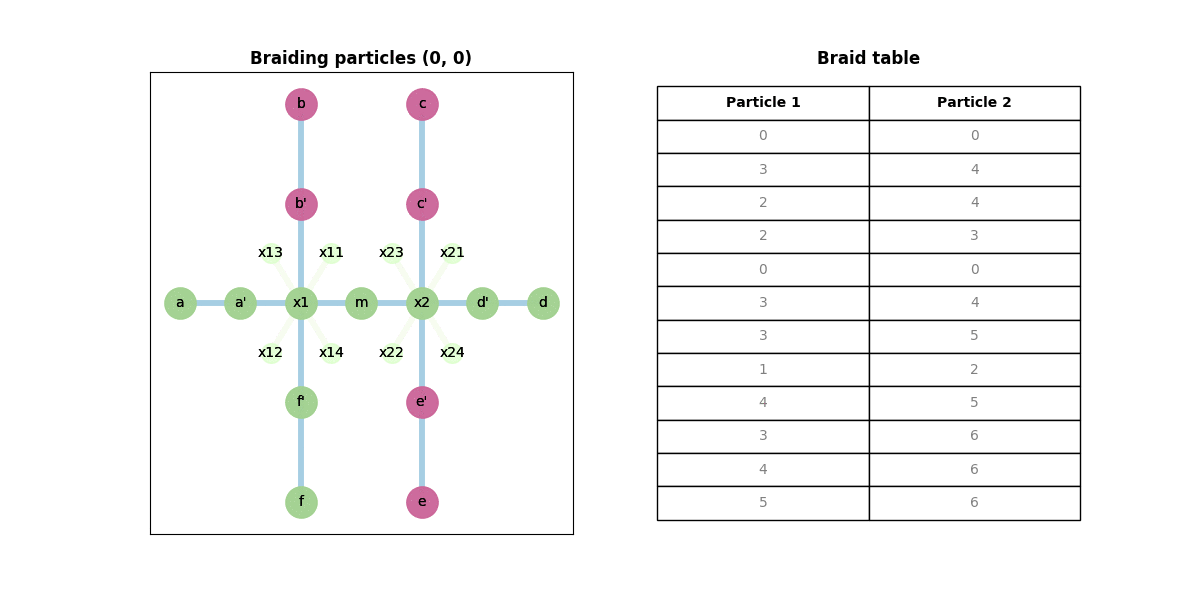 Braiding particles (0, 0)
b c
b' c'
x13 x11 x23 x21
a a' x1 m x2 d' d
x12 x14 x22 x24
f' e'
f e
Braid table
Particle 1 Particle 2
0 0
3 4
2 4
2 3
0 0
3 4
3 5
1 2
4 5
3 6
4 6
5 6